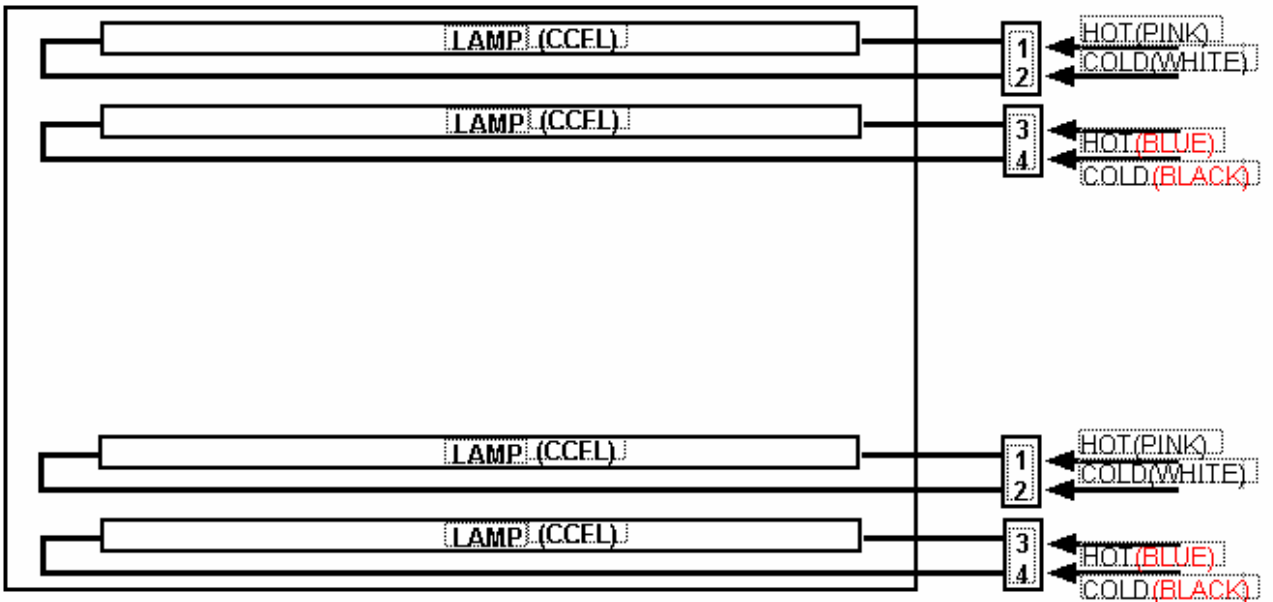 LAMP (CCFL)
1
HOT(PINK)
2
COLD(WHITE)
LAMP (CCFL)
3
HOT(BLUE)
4
COLD(BLACK)
LAMP (CCFL)
1
HOT(PINK)
2
COLD(WHITE)
LAMP (CCFL)
3
HOT(BLUE)
4
COLD(BLACK)